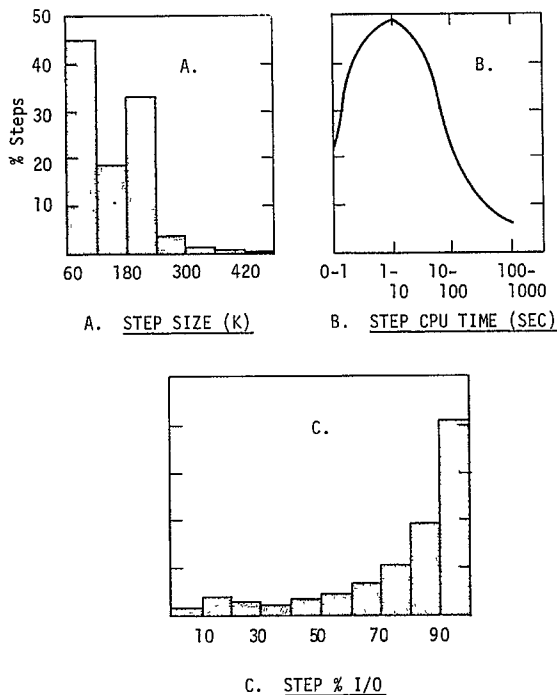 50
40
30
20
10
% Steps
A.
60 180 300 420
A. STEP SIZE (K)
B.
0-1 1- 10- 100-
10 100 1000
B. STEP CPU TIME (SEC)
C.
10 30 50 70 90
C. STEP % I/O